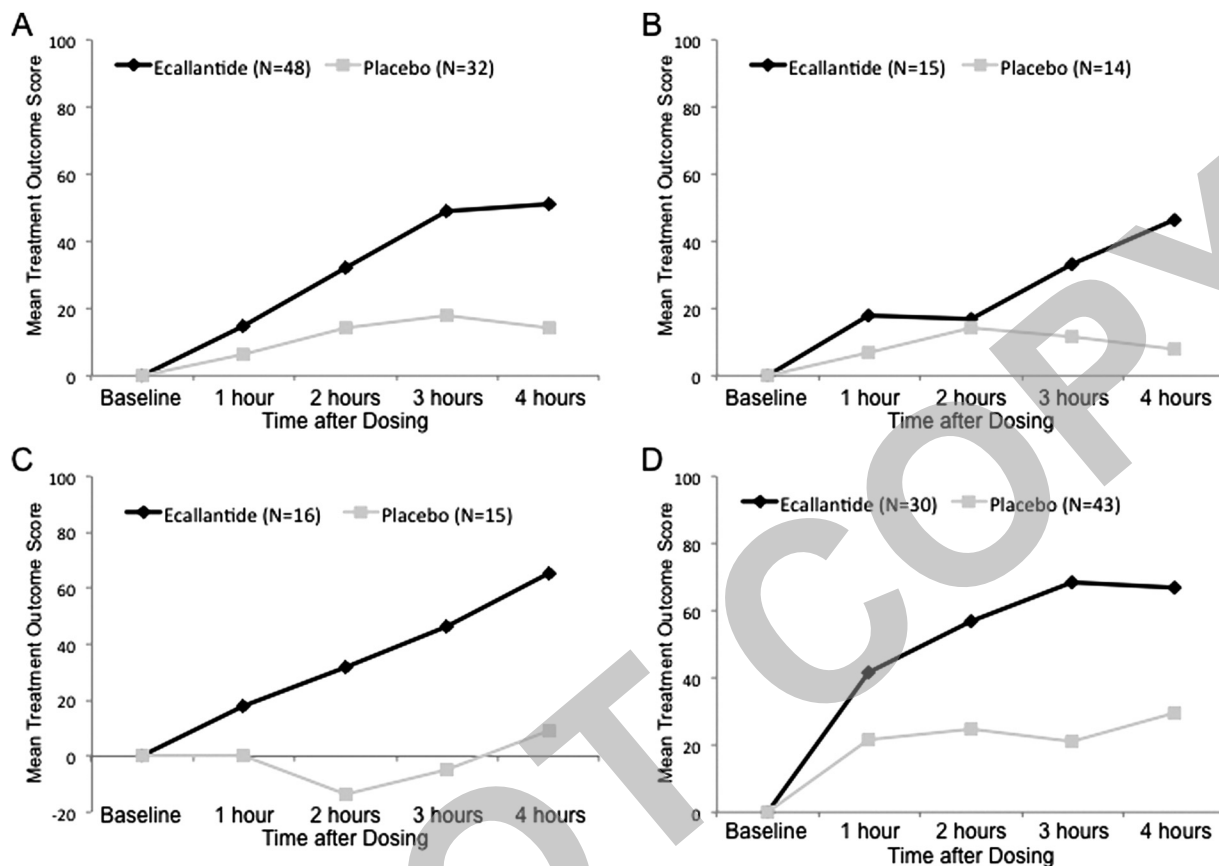 A
100
80
60
40
20
0
Mean Treatment Outcome Score
Ecallantide (N=48) Placebo (N=32)
Baseline 1 hour 2 hours 3 hours 4 hours
Time after Dosing
B
100
80
60
40
20
0
Mean Treatment Outcome Score
Ecallantide (N=15) Placebo (N=14)
Baseline 1 hour 2 hours 3 hours 4 hours
Time after Dosing
C
100
80
60
40
20
0
-20
Mean Treatment Outcome Score
Ecallantide (N=16) Placebo (N=15)
Baseline 1 hour 2 hours 3 hours 4 hours
Time after Dosing
D
100
80
60
40
20
0
Mean Treatment Outcome Score
Ecallantide (N=30) Placebo (N=43)
Baseline 1 hour 2 hours 3 hours 4 hours
Time after Dosing
OT COPY